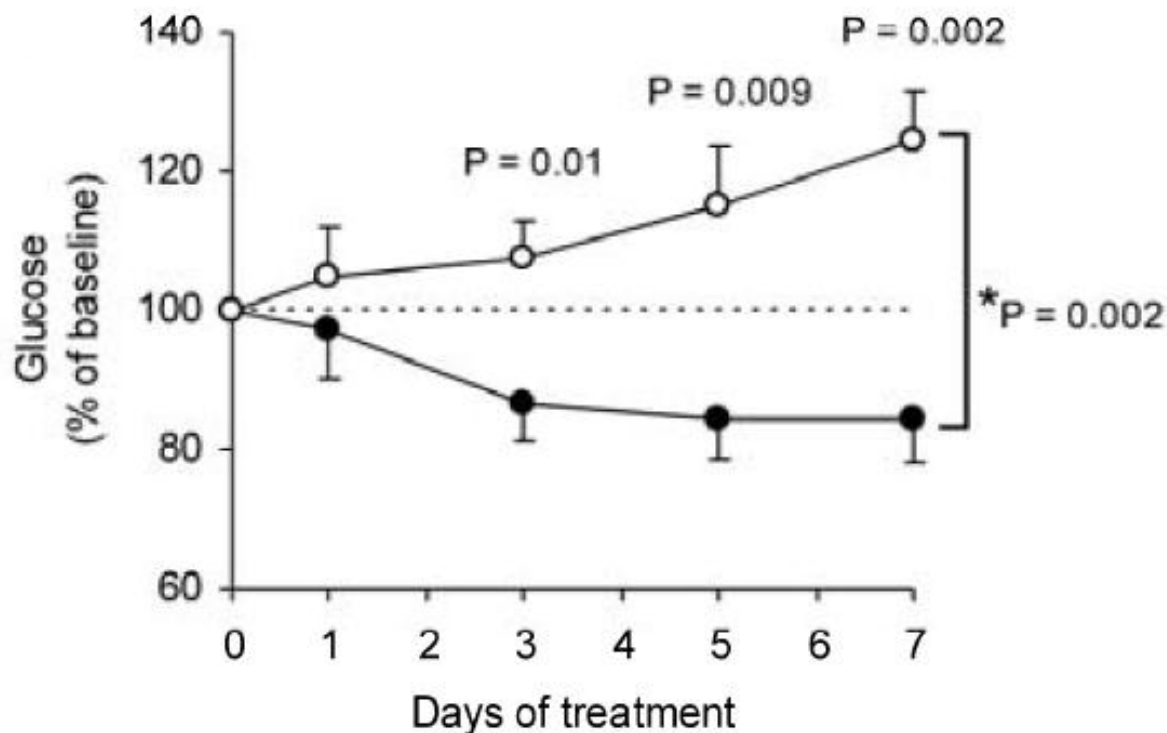 140
P = 0.002
P = 0.009
P = 0.01
120
100
*P = 0.002
80
60
Glucose
(% of baseline)
0 1 2 3 4 5 6 7
Days of treatment